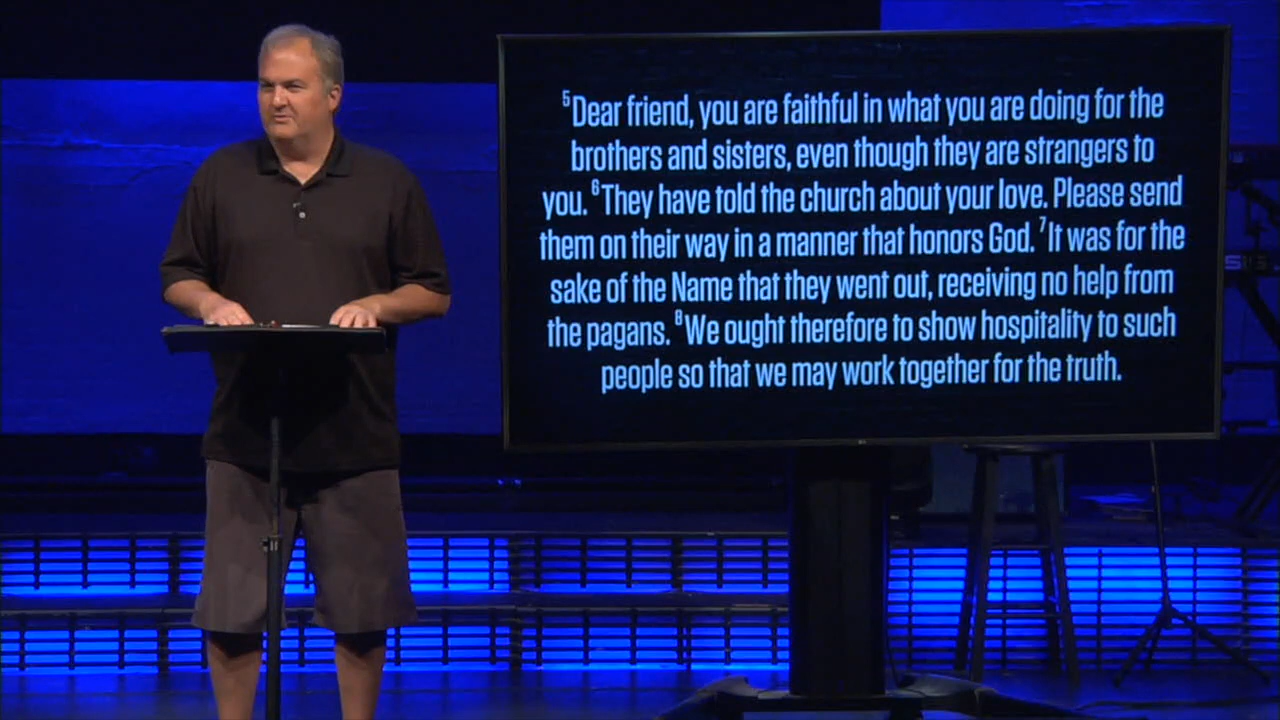 ⁵Dear friend, you are faithful in what you are doing for the
brothers and sisters, even though they are strangers to
you. ⁶They have told the church about your love. Please send
them on their way in a manner that honors God. ⁷It was for the
sake of the Name that they went out, receiving no help from
the pagans. ⁸We ought therefore to show hospitality to such
people so that we may work together for the truth.